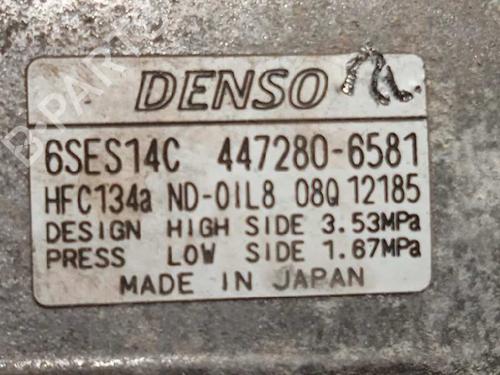 DENSO
6SES14C 447280-6581
HFC134a ND-OIL8 08Q 12185
DESIGN HIGH SIDE 3.53MPa
PRESS LOW SIDE 1.67MPa
MADE IN JAPAN